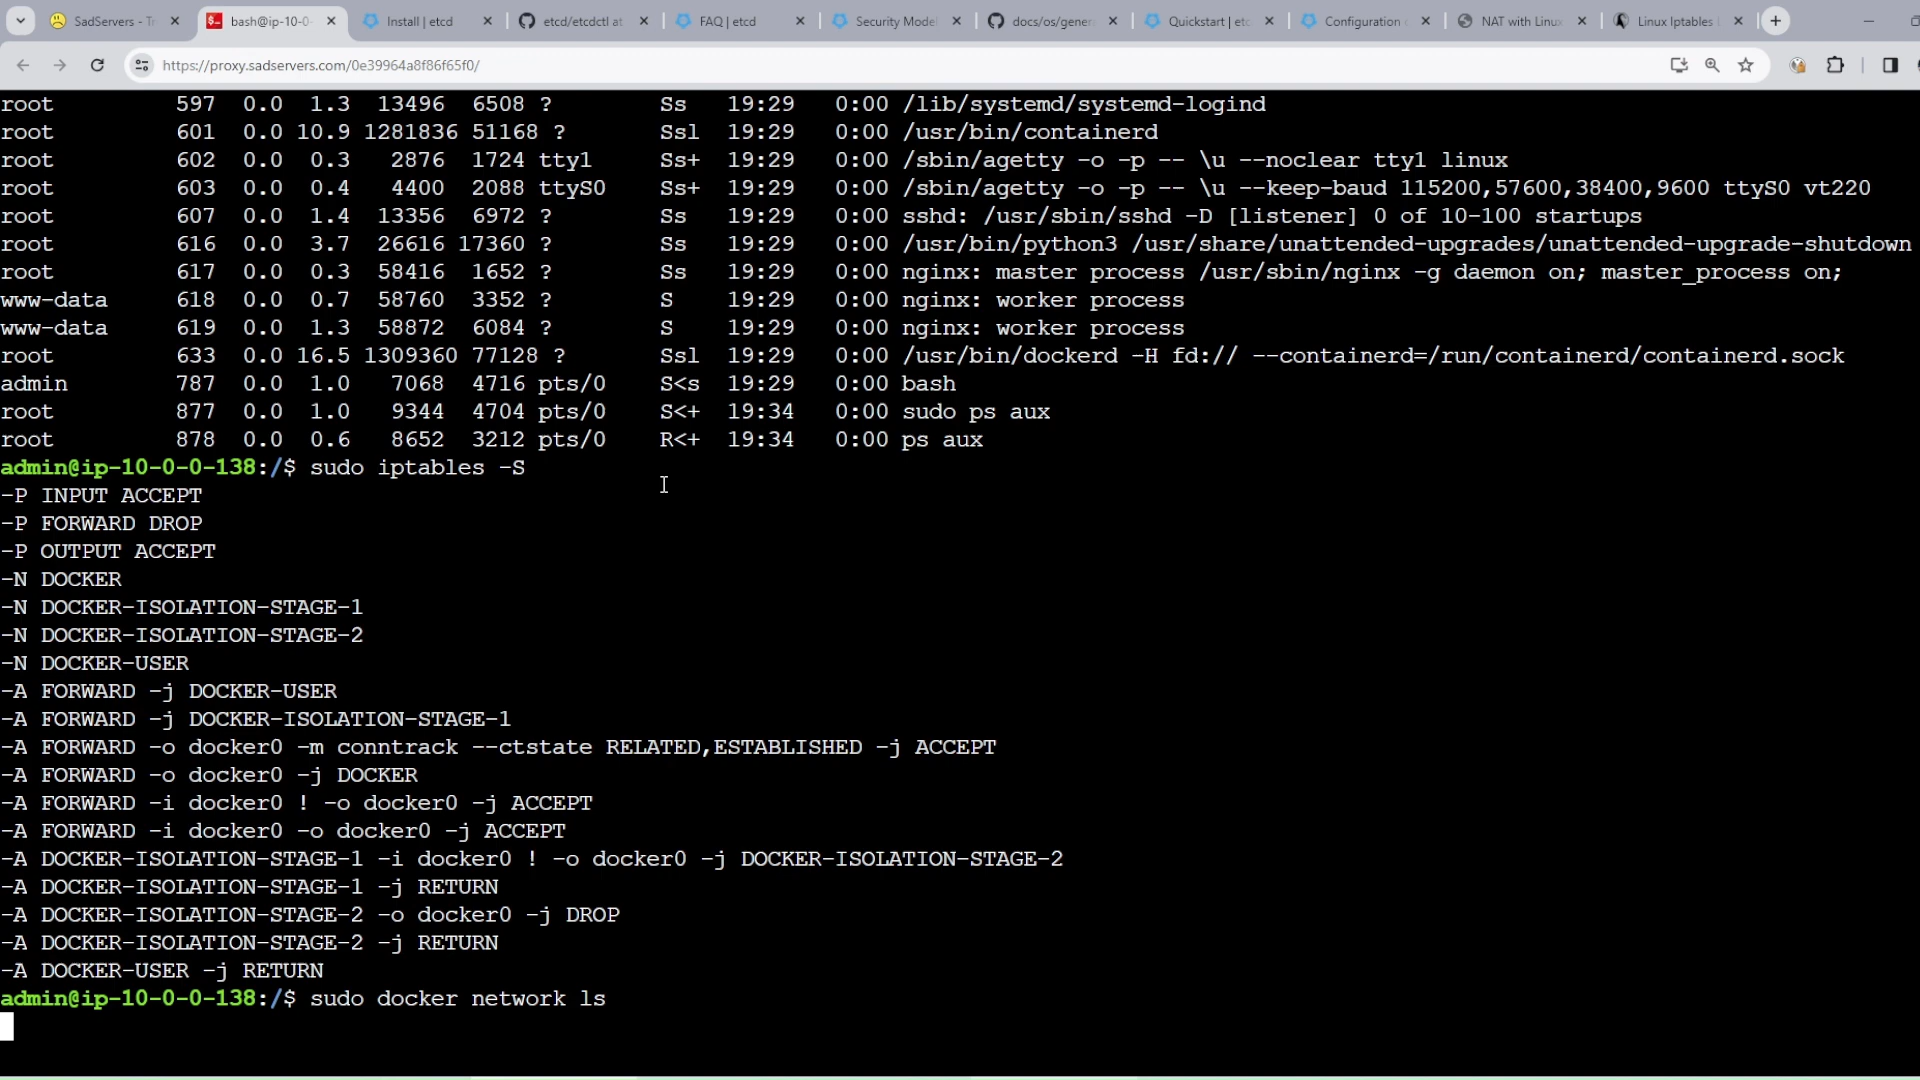 SadServers - Tr
bash@ip-10-0-
Install | etcd
etcd/etcdctl at
FAQ | etcd
Security Model
docs/os/gener
Quickstart | etc
Configuration
NAT with Linux
Linux Iptables
https://proxy.sadservers.com/0e39964a8f86f65f0/
root 597 0.0 1.3 13496 6508 ? Ss 19:29 0:00 /lib/systemd/systemd-logind
root 601 0.0 10.9 1281836 51168 ? Ssl 19:29 0:00 /usr/bin/containerd
root 602 0.0 0.3 2876 1724 tty1 Ss+ 19:29 0:00 /sbin/agetty -o -p -- \u --noclear tty1 linux
root 603 0.0 0.4 4400 2088 ttyS0 Ss+ 19:29 0:00 /sbin/agetty -o -p -- \u --keep-baud 115200,57600,38400,9600 ttyS0 vt220
root 607 0.0 1.4 13356 6972 ? Ss 19:29 0:00 sshd: /usr/sbin/sshd -D [listener] 0 of 10-100 startups
root 616 0.0 3.7 26616 17360 ? Ss 19:29 0:00 /usr/bin/python3 /usr/share/unattended-upgrades/unattended-upgrade-shutdown
root 617 0.0 0.3 58416 1652 ? Ss 19:29 0:00 nginx: master process /usr/sbin/nginx -g daemon on; master_process on;
www-data 618 0.0 0.7 58760 3352 ? S 19:29 0:00 nginx: worker process
www-data 619 0.0 1.3 58872 6084 ? S 19:29 0:00 nginx: worker process
root 633 0.0 16.5 1309360 77128 ? Ssl 19:29 0:00 /usr/bin/dockerd -H fd:// --containerd=/run/containerd/containerd.sock
admin 787 0.0 1.0 7068 4716 pts/0 S<s 19:29 0:00 bash
root 877 0.0 1.0 9344 4704 pts/0 S<+ 19:34 0:00 sudo ps aux
root 878 0.0 0.6 8652 3212 pts/0 R<+ 19:34 0:00 ps aux
admin@ip-10-0-0-138:/$ sudo iptables -S
-P INPUT ACCEPT
-P FORWARD DROP
-P OUTPUT ACCEPT
-N DOCKER
-N DOCKER-ISOLATION-STAGE-1
-N DOCKER-ISOLATION-STAGE-2
-N DOCKER-USER
-A FORWARD -j DOCKER-USER
-A FORWARD -j DOCKER-ISOLATION-STAGE-1
-A FORWARD -o docker0 -m conntrack --ctstate RELATED,ESTABLISHED -j ACCEPT
-A FORWARD -o docker0 -j DOCKER
-A FORWARD -i docker0 ! -o docker0 -j ACCEPT
-A FORWARD -i docker0 -o docker0 -j ACCEPT
-A DOCKER-ISOLATION-STAGE-1 -i docker0 ! -o docker0 -j DOCKER-ISOLATION-STAGE-2
-A DOCKER-ISOLATION-STAGE-1 -j RETURN
-A DOCKER-ISOLATION-STAGE-2 -o docker0 -j DROP
-A DOCKER-ISOLATION-STAGE-2 -j RETURN
-A DOCKER-USER -j RETURN
admin@ip-10-0-0-138:/$ sudo docker network ls